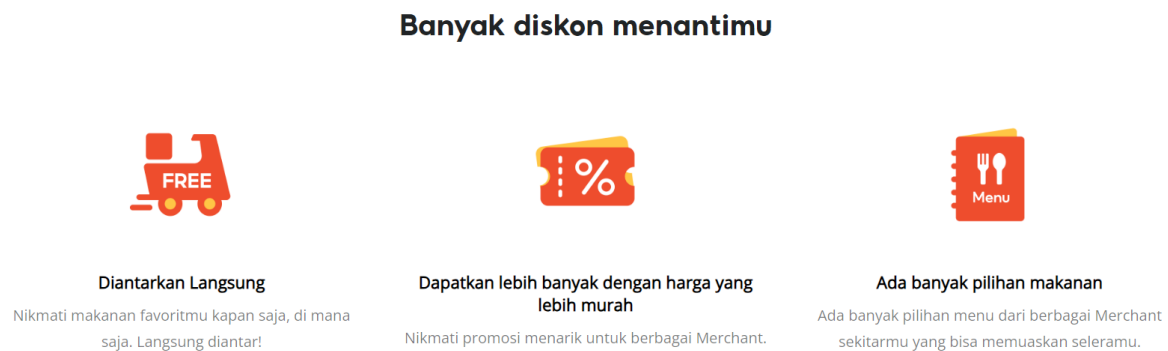 Banyak diskon menantimu
FREE
%
Menu
Diantarkan Langsung
Nikmati makanan favoritmu kapan saja, di mana
saja. Langsung diantar!
Dapatkan lebih banyak dengan harga yang
lebih murah
Nikmati promosi menarik untuk berbagai Merchant.
Ada banyak pilihan makanan
Ada banyak pilihan menu dari berbagai Merchant
sekitarmu yang bisa memuaskan seleramu.